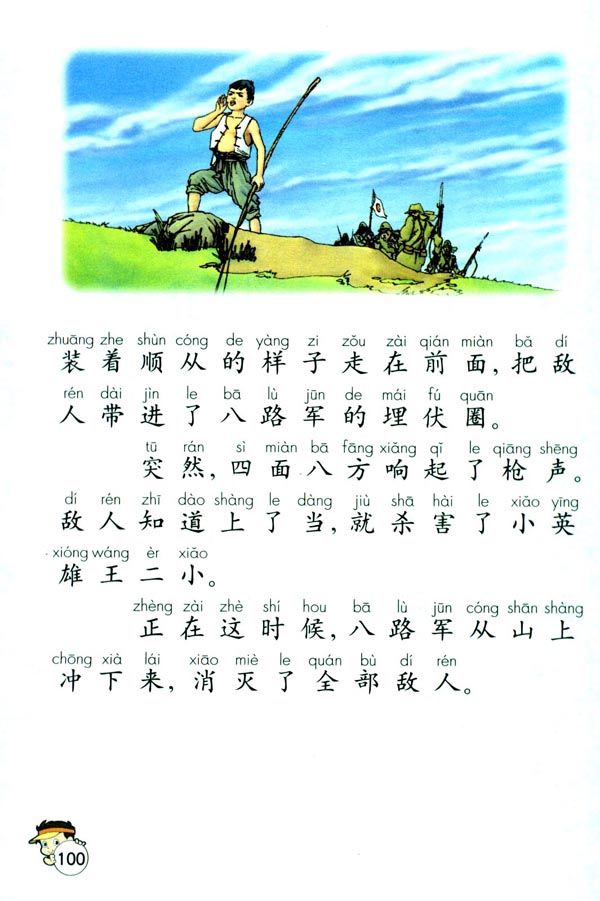 zhuāng zhe shùn cóng de yàng zi zǒu zài qián miàn bǎ dí
装着顺从的样子走在前面,把敌
rén dài jìn le bā lù jūn de mái fú quān
人带进了八路军的埋伏圈。
tū rán sì miàn bā fāng xiǎng qǐ le qiāng shēng
突然,四面八方响起了枪声。
dí rén zhī dào shàng le dàng jiù shā hài le xiǎo yīng
敌人知道上了当,就杀害了小英
xióng wáng èr xiǎo
雄王二小。
zhèng zài zhè shí hou bā lù jūn cóng shān shàng
正在这时候,八路军从山上
chōng xià lái xiāo miè le quán bù dí rén
冲下来,消灭了全部敌人。
100